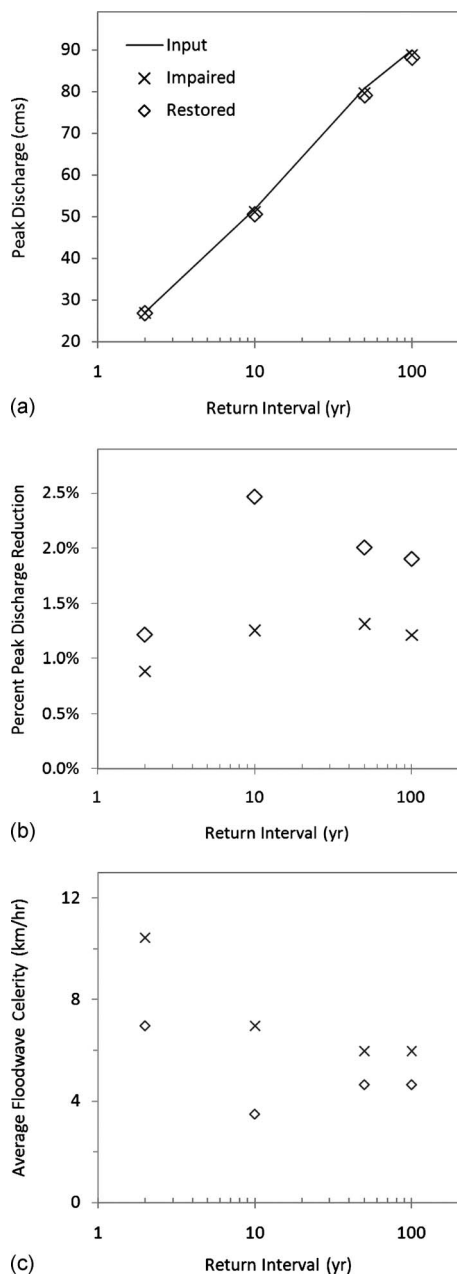 90
80
70
60
50
40
30
20
Peak Discharge (cms)
Input
Impaired
Restored
1
10
100
Return Interval (yr)
(a)
2.5%
2.0%
1.5%
1.0%
0.5%
0.0%
Percent Peak Discharge Reduction
1
10
100
Return Interval (yr)
(b)
12
8
4
0
Average Floodwave Celerity (km/hr)
1
10
100
Return Interval (yr)
(c)